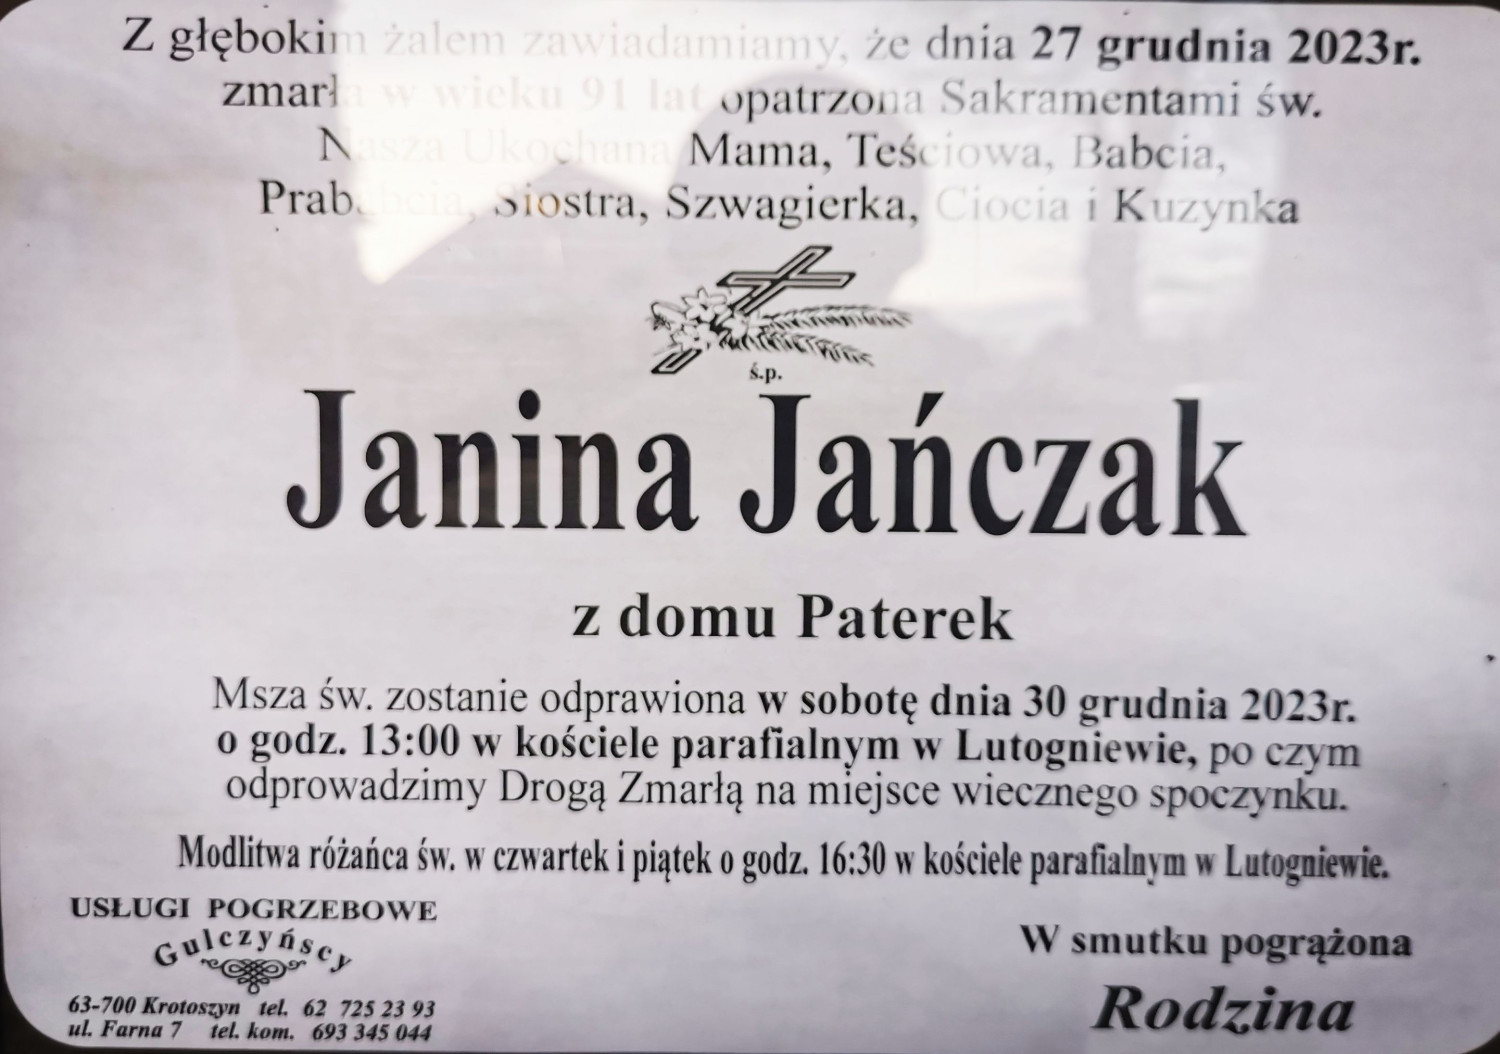 Z głębokim żalem zawiadamiamy, że dnia 27 grudnia 2023r.
zmarła w wieku 91 lat opatrzona Sakramentami św.
Nasza Ukochana Mama, Teściowa, Babcia,
Prababcia, Siostra, Szwagierka, Ciocia i Kuzynka
ś.p.
Janina Jańczak
z domu Paterek
Msza św. zostanie odprawiona w sobotę dnia 30 grudnia 2023r.
o godz. 13:00 w kościele parafialnym w Lutogniewie, po czym
odprowadzimy Drogą Zmarłą na miejsce wiecznego spoczynku.
Modlitwa różańca św. w czwartek i piątek o godz. 16:30 w kościele parafialnym w Lutogniewie.
USŁUGI POGRZEBOWE
Gulczyńscy
63-700 Krotoszyn tel. 62 725 23 93
ul. Farna 7 tel. kom. 693 345 044
W smutku pogrążona
Rodzina